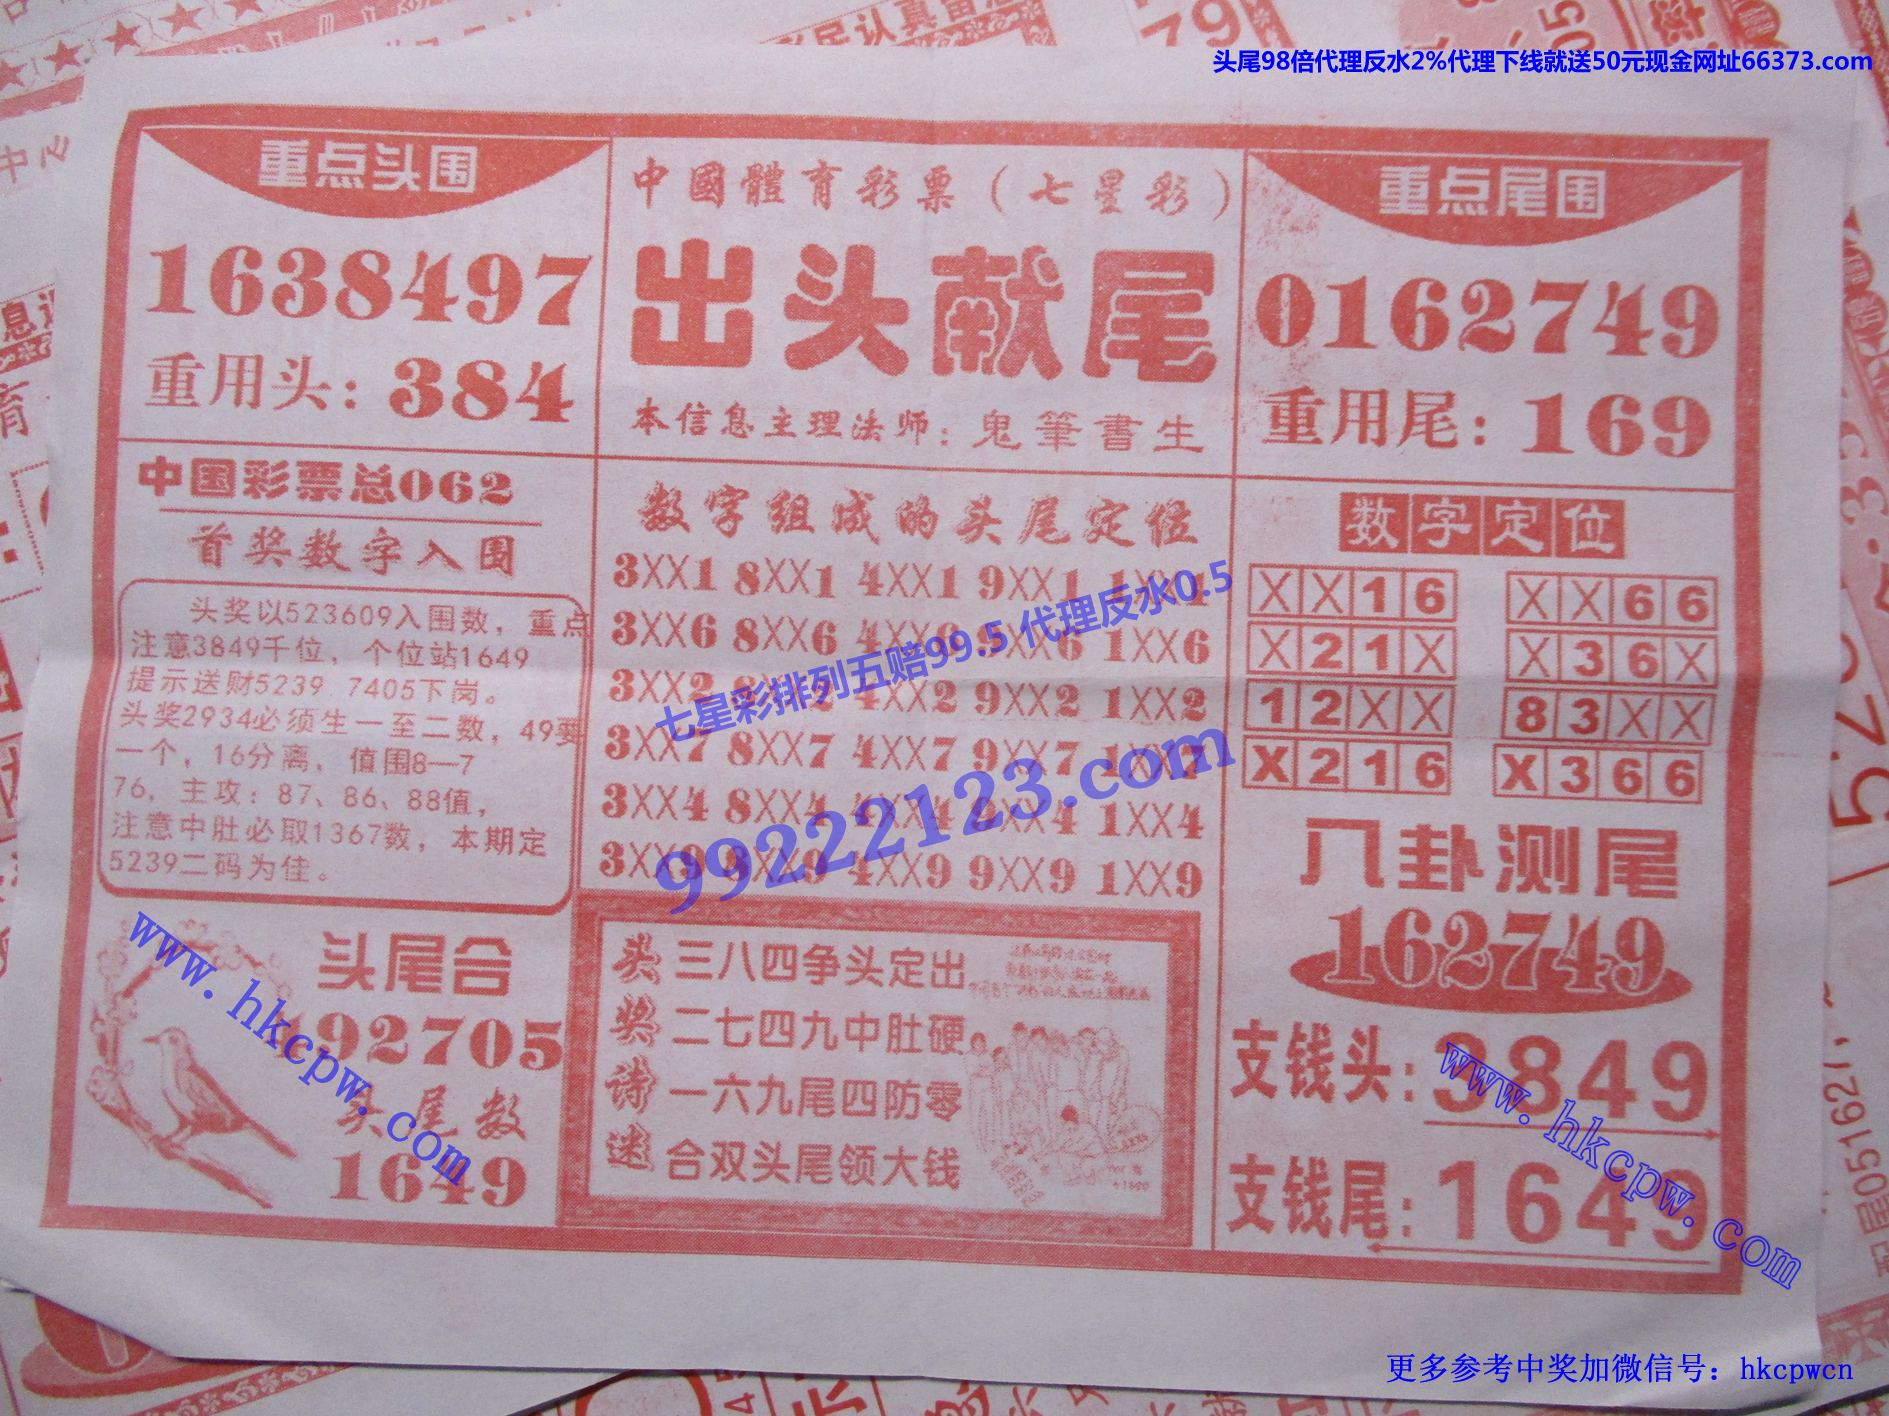 头尾98倍代理反水2%代理下线就送50元现金网址66373.com
重点头围
1638497
重用头：384
中國體育彩票（七星彩）
出头献尾
本信息主理法师：鬼筆書生
重点尾围
0162749
重用尾：169
中国彩票总062
首奖数字入围
头奖以523609入围数，重点
注意3849千位，个位站1649
提示送财5239.7405下岗。
头奖2934必须生一至二数，49要
一个，16分离，值围8—7
76，主攻：87、86、88值，
注意中肚必取1367数，本期定
5239二码为佳。
数字组成的头尾定位
3XX1 8XX1 4XX1 9XX1 1XX1
3XX6 8XX6 4XX6 9XX6 1XX6
3XX2 8XX2 4XX2 9XX2 1XX2
3XX7 8XX7 4XX7 9XX7 1XX7
3XX4 8XX4 4XX4 9XX4 1XX4
3XX9 8XX9 4XX9 9XX9 1XX9
七星彩排列五赔99.5 代理反水0.5
99222123.com
数字定位
XX16 XX66
X21X X36X
12XX 83XX
X216 X366
八卦测尾
162749
支钱头：3849
支钱尾：1649
头尾合
492705
头尾数
1649
头奖诗迷
三八四争头定出
二七四九中肚硬
一六九尾四防零
合双头尾领大钱
www.hkcpw.com
www.hkcpw.com
更多参考中奖加微信号：hkcpwcn